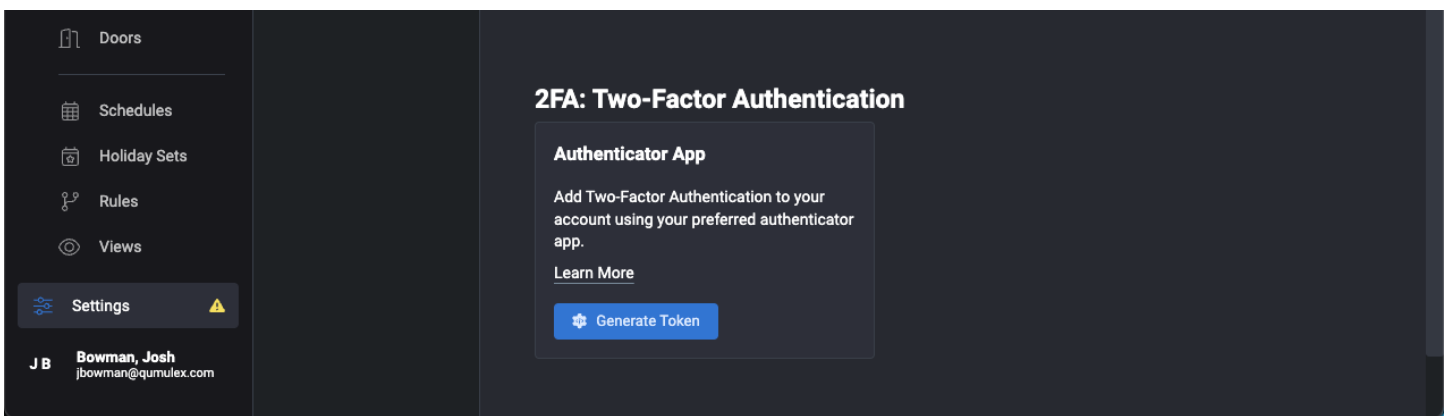 Doors
Schedules
Holiday Sets
Rules
Views
Settings
J B
Bowman, Josh
jbowman@qumulex.com
2FA: Two-Factor Authentication
Authenticator App
Add Two-Factor Authentication to your
account using your preferred authenticator
app.
Learn More
Generate Token